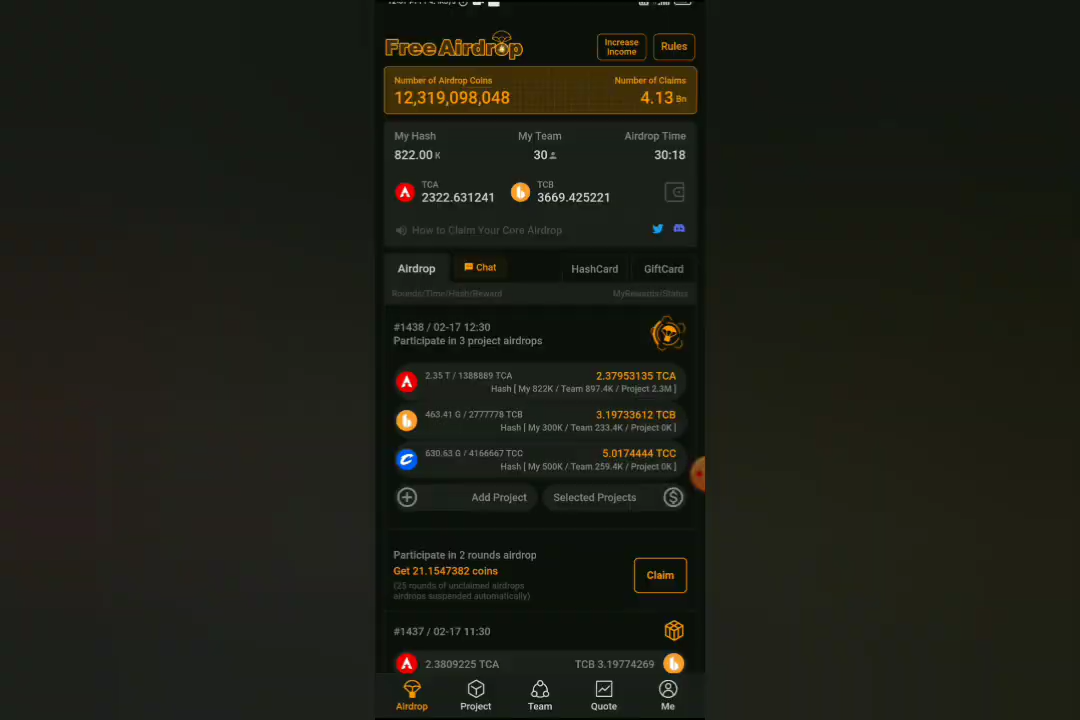 Free Airdrop
Increase Income
Rules
Number of Airdrop Coins
Number of Claims
12,319,098,048
4.13 Bn
My Hash
My Team
Airdrop Time
822.00 K
30
30:18
TCA
2322.631241
TCB
3669.425221
How to Claim Your Core Airdrop
Airdrop
Chat
HashCard
GiftCard
Rounds/Time/Hash/Reward
MyRewards/Status
#1438 / 02-17 12:30
Participate in 3 project airdrops
2.35 T / 1388889 TCA
2.37953135 TCA
Hash [ My 822K / Team 897.4K / Project 2.3M ]
463.41 G / 2777778 TCB
3.19733612 TCB
Hash [ My 300K / Team 233.4K / Project 0K ]
630.63 G / 4166667 TCC
5.0174444 TCC
Hash [ My 500K / Team 259.4K / Project 0K ]
Add Project
Selected Projects
Participate in 2 rounds airdrop
Get 21.1547382 coins
(25 rounds of unclaimed airdrops
airdrops suspended automatically)
Claim
#1437 / 02-17 11:30
2.3809225 TCA
TCB 3.19774269
Airdrop
Project
Team
Quote
Me